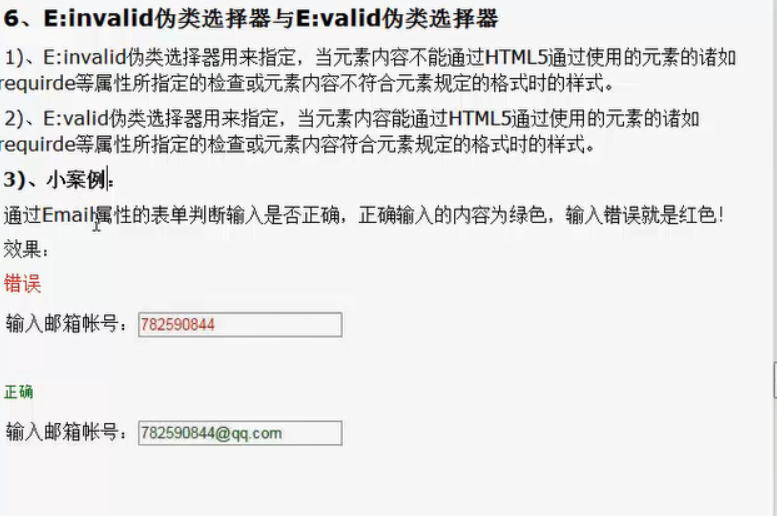 6、E:invalid伪类选择器与E:valid伪类选择器
1)、E:invalid伪类选择器用来指定，当元素内容不能通过HTML5通过使用的元素的诸如
requirde等属性所指定的检查或元素内容不符合元素规定的格式时的样式。
2)、E:valid伪类选择器用来指定，当元素内容能通过HTML5通过使用的元素的诸如
requirde等属性所指定的检查或元素内容符合元素规定的格式时的样式。
3)、小案例：
通过Email属性的表单判断输入是否正确，正确输入的内容为绿色，输入错误就是红色！
效果：
错误
输入邮箱帐号：782590844
正确
输入邮箱帐号：782590844@qq.com